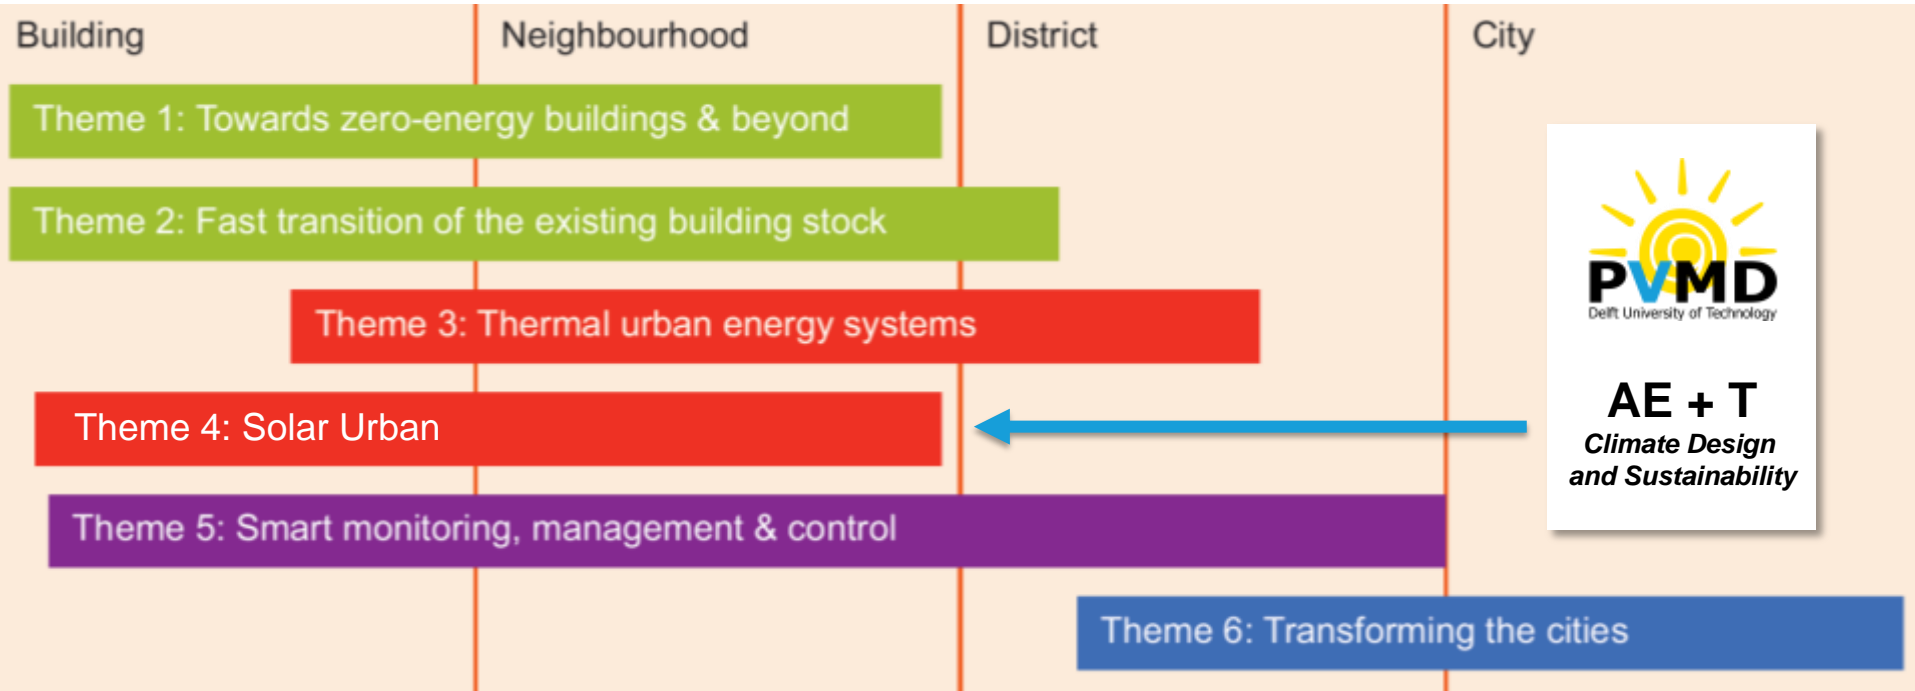 Building
Neighbourhood
District
City
Theme 1: Towards zero-energy buildings & beyond
Theme 2: Fast transition of the existing building stock
Theme 3: Thermal urban energy systems
Theme 4: Solar Urban
Theme 5: Smart monitoring, management & control
Theme 6: Transforming the cities
PVMD
Delft University of Technology
AE + T
Climate Design
and Sustainability